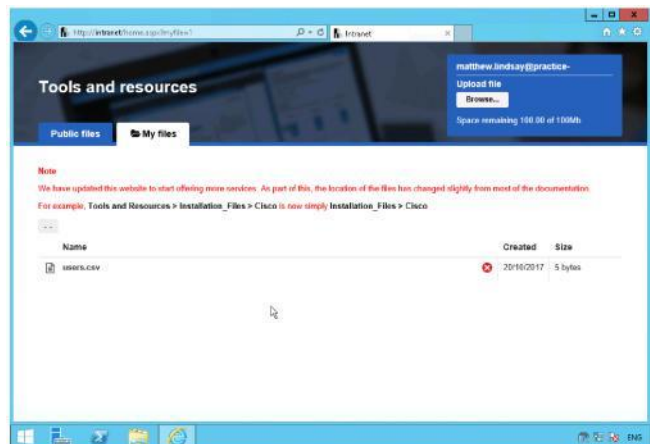 http://intranet/home.aspx?myfile=1
Intranet
matthew.lindsay@practice-
Upload file
Browse...
Space remaining 100.00 of 100Mb
Tools and resources
Public files
My files
Note
We have updated this website to start offering more services. As part of this, the location of the files has changed slightly from most of the documentation.
For example, Tools and Resources > Installation_Files > Cisco is now simply Installation_Files > Cisco
..
Name Created Size
users.csv 20/10/2017 5 bytes
ENG